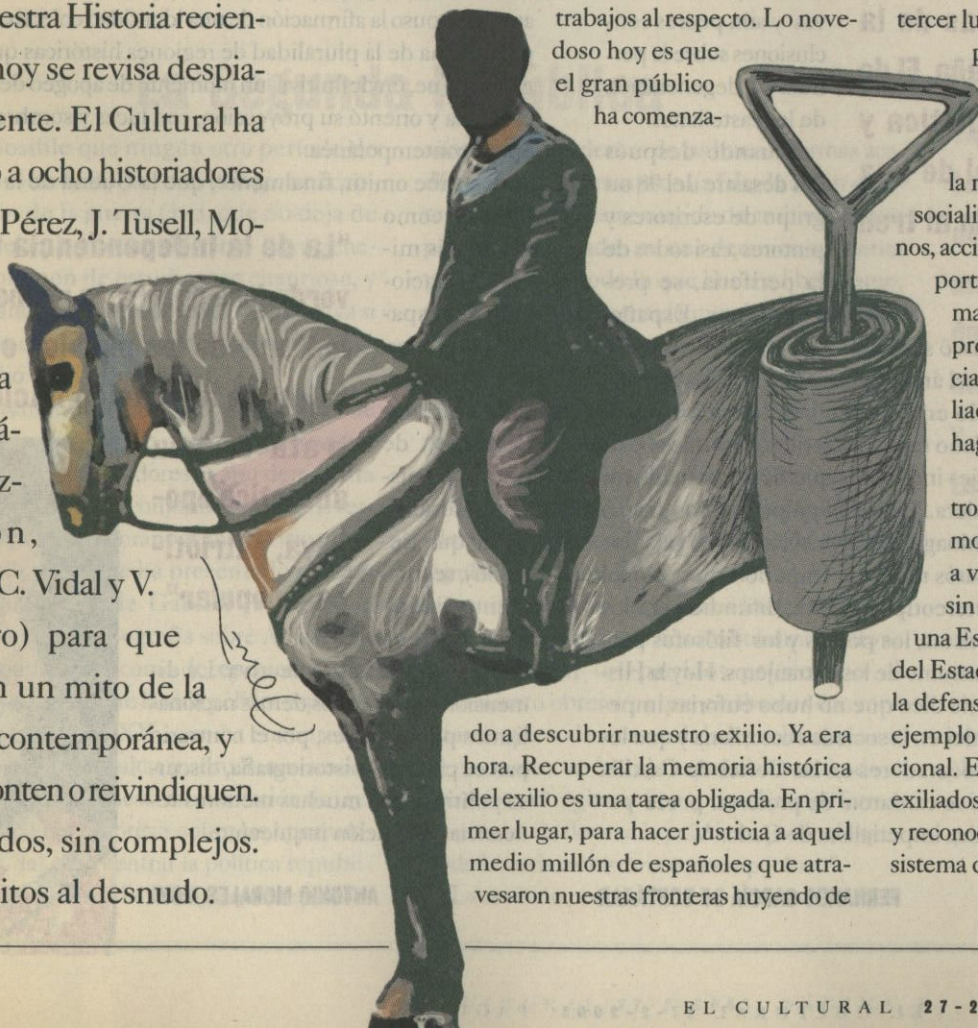 estra Historia recien-
hoy se revisa despia-
ente. El Cultural ha
a ocho historiadores
Pérez, J. Tusell, Mo-
a
á-
z-
n,
C. Vidal y V.
ro) para que
n un mito de la
contemporánea, y
onten o reivindiquen.
dos, sin complejos.
itos al desnudo.
trabajos al respecto. Lo nove-
doso hoy es que
el gran público
ha comenza-
do a descubrir nuestro exilio. Ya era
hora. Recuperar la memoria histórica
del exilio es una tarea obligada. En pri-
mer lugar, para hacer justicia a aquel
medio millón de españoles que atra-
vesaron nuestras fronteras huyendo de
tercer lu
p
la r
sociali
nos, acci
port
ma
pro
cia
liac
hag
tro
mo
a v
sin
una Es
del Estad
la defens
ejemplo
cional. E
exiliados
y recono
sistema d
EL CULTURAL 27-2